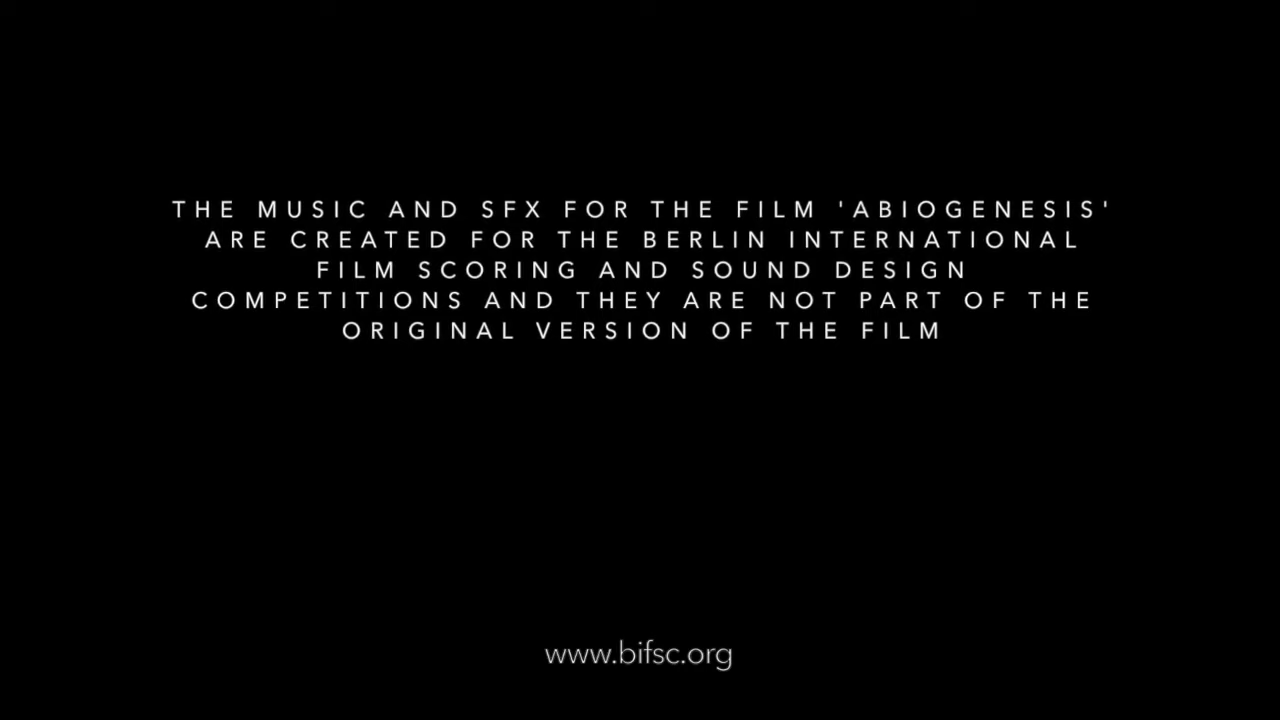 THE MUSIC AND SFX FOR THE FILM 'ABIOGENESIS'
ARE CREATED FOR THE BERLIN INTERNATIONAL
FILM SCORING AND SOUND DESIGN
COMPETITIONS AND THEY ARE NOT PART OF THE
ORIGINAL VERSION OF THE FILM
www.bifsc.org